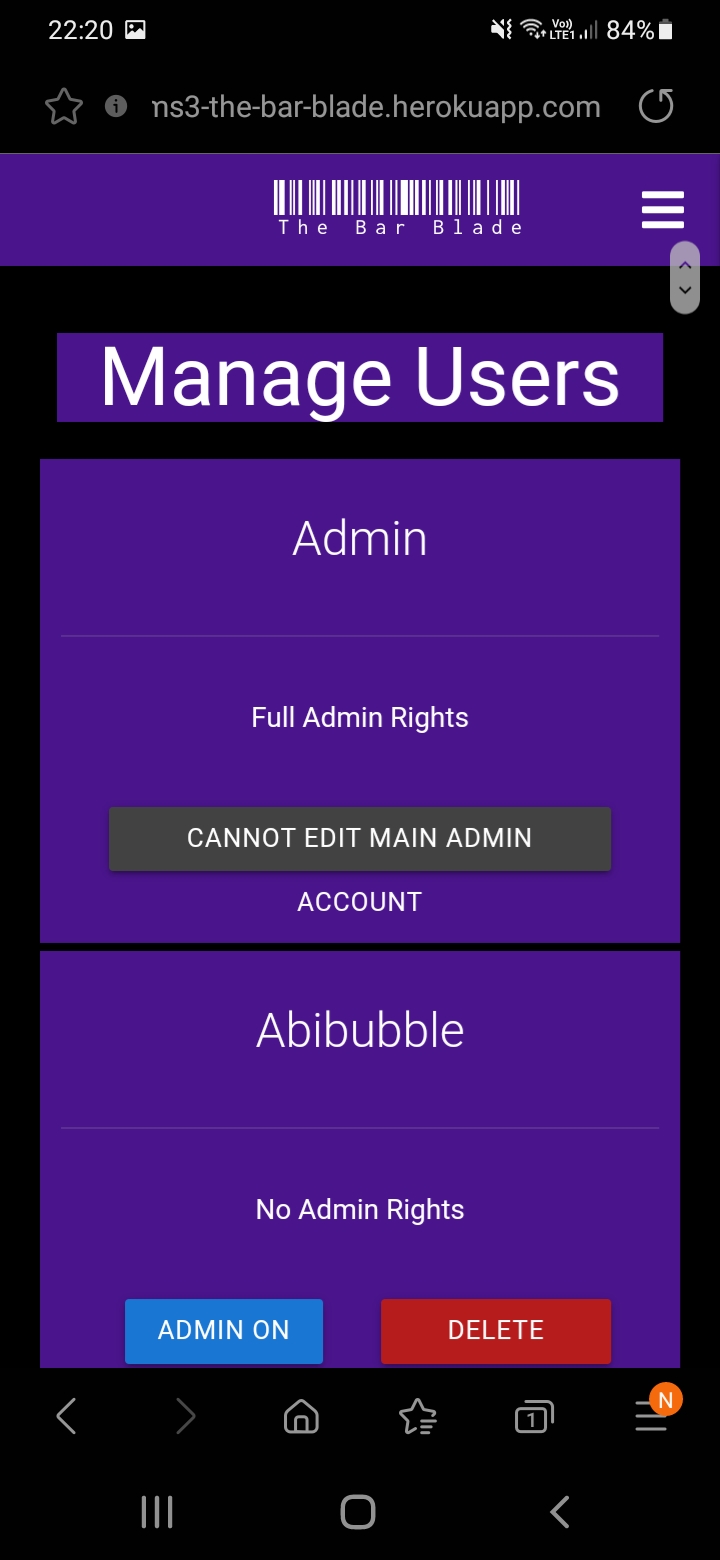 22:20 Vo)) LTE1 84%
ns3-the-bar-blade.herokuapp.com
The Bar Blade
Manage Users
Admin
Full Admin Rights
CANNOT EDIT MAIN ADMIN
ACCOUNT
Abibubble
No Admin Rights
ADMIN ON DELETE
N
1